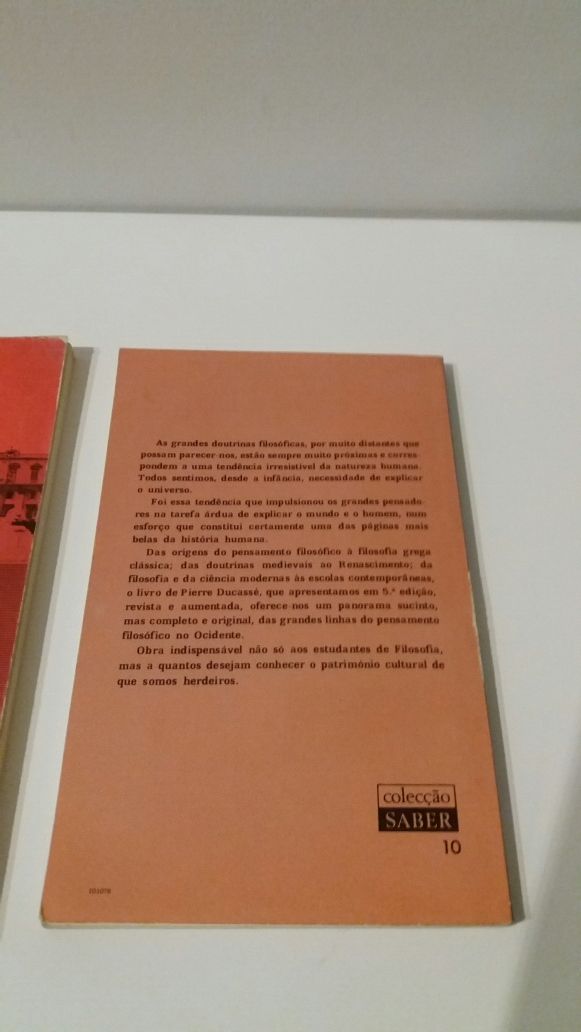 As grandes doutrinas filosóficas, por muito distantes que
possam parecer-nos, estão sempre muito próximas e corres-
pondem a uma tendência irresistível da natureza humana.
Todos sentimos, desde a infância, necessidade de explicar
o universo.
Foi essa tendência que impulsionou os grandes pensado-
res na tarefa árdua de explicar o mundo e o homem, num
esforço que constitui certamente uma das páginas mais
belas da história humana.
Das origens do pensamento filosófico à filosofia grega
clássica; das doutrinas medievais ao Renascimento; da
filosofia e da ciência modernas às escolas contemporâneas,
o livro de Pierre Ducassé, que apresentamos em 5.ª edição,
revista e aumentada, oferece-nos um panorama sucinto,
mas completo e original, das grandes linhas do pensamento
filosófico no Ocidente.
Obra indispensável não só aos estudantes de Filosofia,
mas a quantos desejam conhecer o património cultural de
que somos herdeiros.
colecção
SABER
10